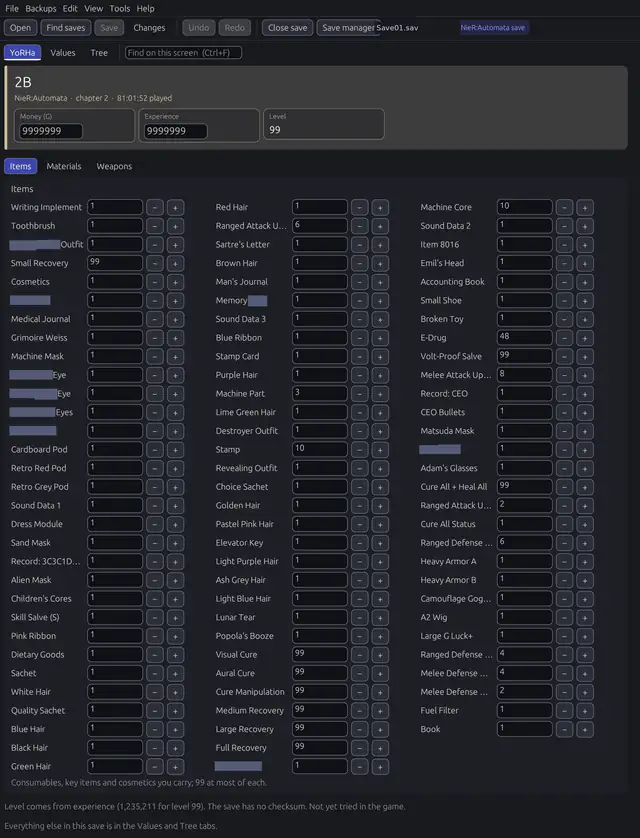 File Backups Edit View Tools Help
Open Find saves Save Changes Undo Redo Close save Save manager Save01.sav NieR:Automata save
YoRHa Values Tree Find on this screen (Ctrl+F)
2B
NieR:Automata · chapter 2 · 81:01:52 played
Money (G) Experience Level
9999999 9999999 99
Items Materials Weapons
Items
Writing Implement 1 − + Red Hair 1 − + Machine Core 10 − +
Toothbrush 1 − + Ranged Attack U... 6 − + Sound Data 2 1 − +
Outfit 1 − + Sartre's Letter 1 − + Item 8016 1 − +
Small Recovery 99 − + Brown Hair 1 − + Emil's Head 1 − +
Cosmetics 1 − + Man's Journal 1 − + Accounting Book 1 − +
1 − + Memory 1 − + Small Shoe 1 − +
Medical Journal 1 − + Sound Data 3 1 − + Broken Toy 1 − +
Grimoire Weiss 1 − + Blue Ribbon 1 − + E-Drug 48 − +
Machine Mask 1 − + Stamp Card 1 − + Volt-Proof Salve 99 − +
Eye 1 − + Purple Hair 1 − + Melee Attack Up... 8 − +
Eye 1 − + Machine Part 3 − + Record: CEO 1 − +
Eyes 1 − + Lime Green Hair 1 − + CEO Bullets 1 − +
1 − + Destroyer Outfit 1 − + Matsuda Mask 1 − +
Cardboard Pod 1 − + Stamp 10 − + 1 − +
Retro Red Pod 1 − + Revealing Outfit 1 − + Adam's Glasses 1 − +
Retro Grey Pod 1 − + Choice Sachet 1 − + Cure All + Heal All 99 − +
Sound Data 1 1 − + Golden Hair 1 − + Ranged Attack U... 2 − +
Dress Module 1 − + Pastel Pink Hair 1 − + Cure All Status 1 − +
Sand Mask 1 − + Elevator Key 1 − + Ranged Defense ... 6 − +
Record: 3C3C1D... 1 − + Light Purple Hair 1 − + Heavy Armor A 1 − +
Alien Mask 1 − + Ash Grey Hair 1 − + Heavy Armor B 1 − +
Children's Cores 1 − + Light Blue Hair 1 − + Camouflage Gog... 1 − +
Skill Salve (S) 1 − + Lunar Tear 1 − + A2 Wig 1 − +
Pink Ribbon 1 − + Popola's Booze 1 − + Large G Luck+ 1 − +
Dietary Goods 1 − + Visual Cure 99 − + Ranged Defense ... 4 − +
Sachet 1 − + Aural Cure 99 − + Melee Defense ... 4 − +
White Hair 1 − + Cure Manipulation 99 − + Melee Defense ... 2 − +
Quality Sachet 1 − + Medium Recovery 99 − + Fuel Filter 1 − +
Blue Hair 1 − + Large Recovery 99 − + Book 1 − +
Black Hair 1 − + Full Recovery 99 − +
Green Hair 1 − + 1 − +
Consumables, key items and cosmetics you carry; 99 at most of each.
Level comes from experience (1,235,211 for level 99). The save has no checksum. Not yet tried in the game.
Everything else in this save is in the Values and Tree tabs.